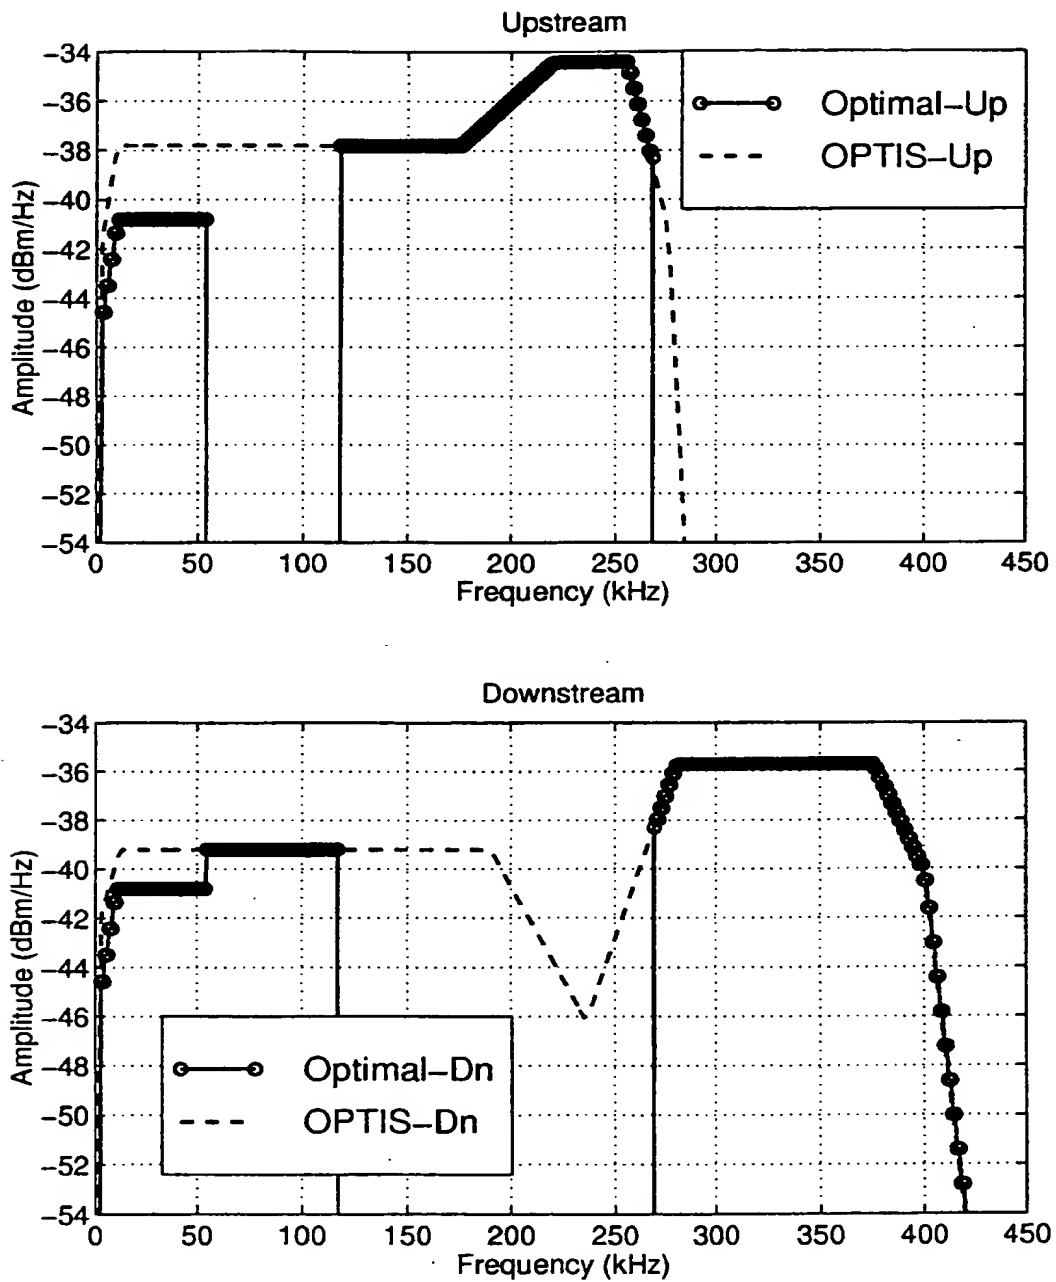 Upstream
Amplitude (dBm/Hz)
−34
−36
−38
−40
−42
−44
−46
−48
−50
−52
−54
Optimal−Up
OPTIS−Up
0 50 100 150 200 250 300 350 400 450
Frequency (kHz)
Downstream
Amplitude (dBm/Hz)
−34
−36
−38
−40
−42
−44
−46
−48
−50
−52
−54
Optimal−Dn
OPTIS−Dn
0 50 100 150 200 250 300 350 400 450
Frequency (kHz)